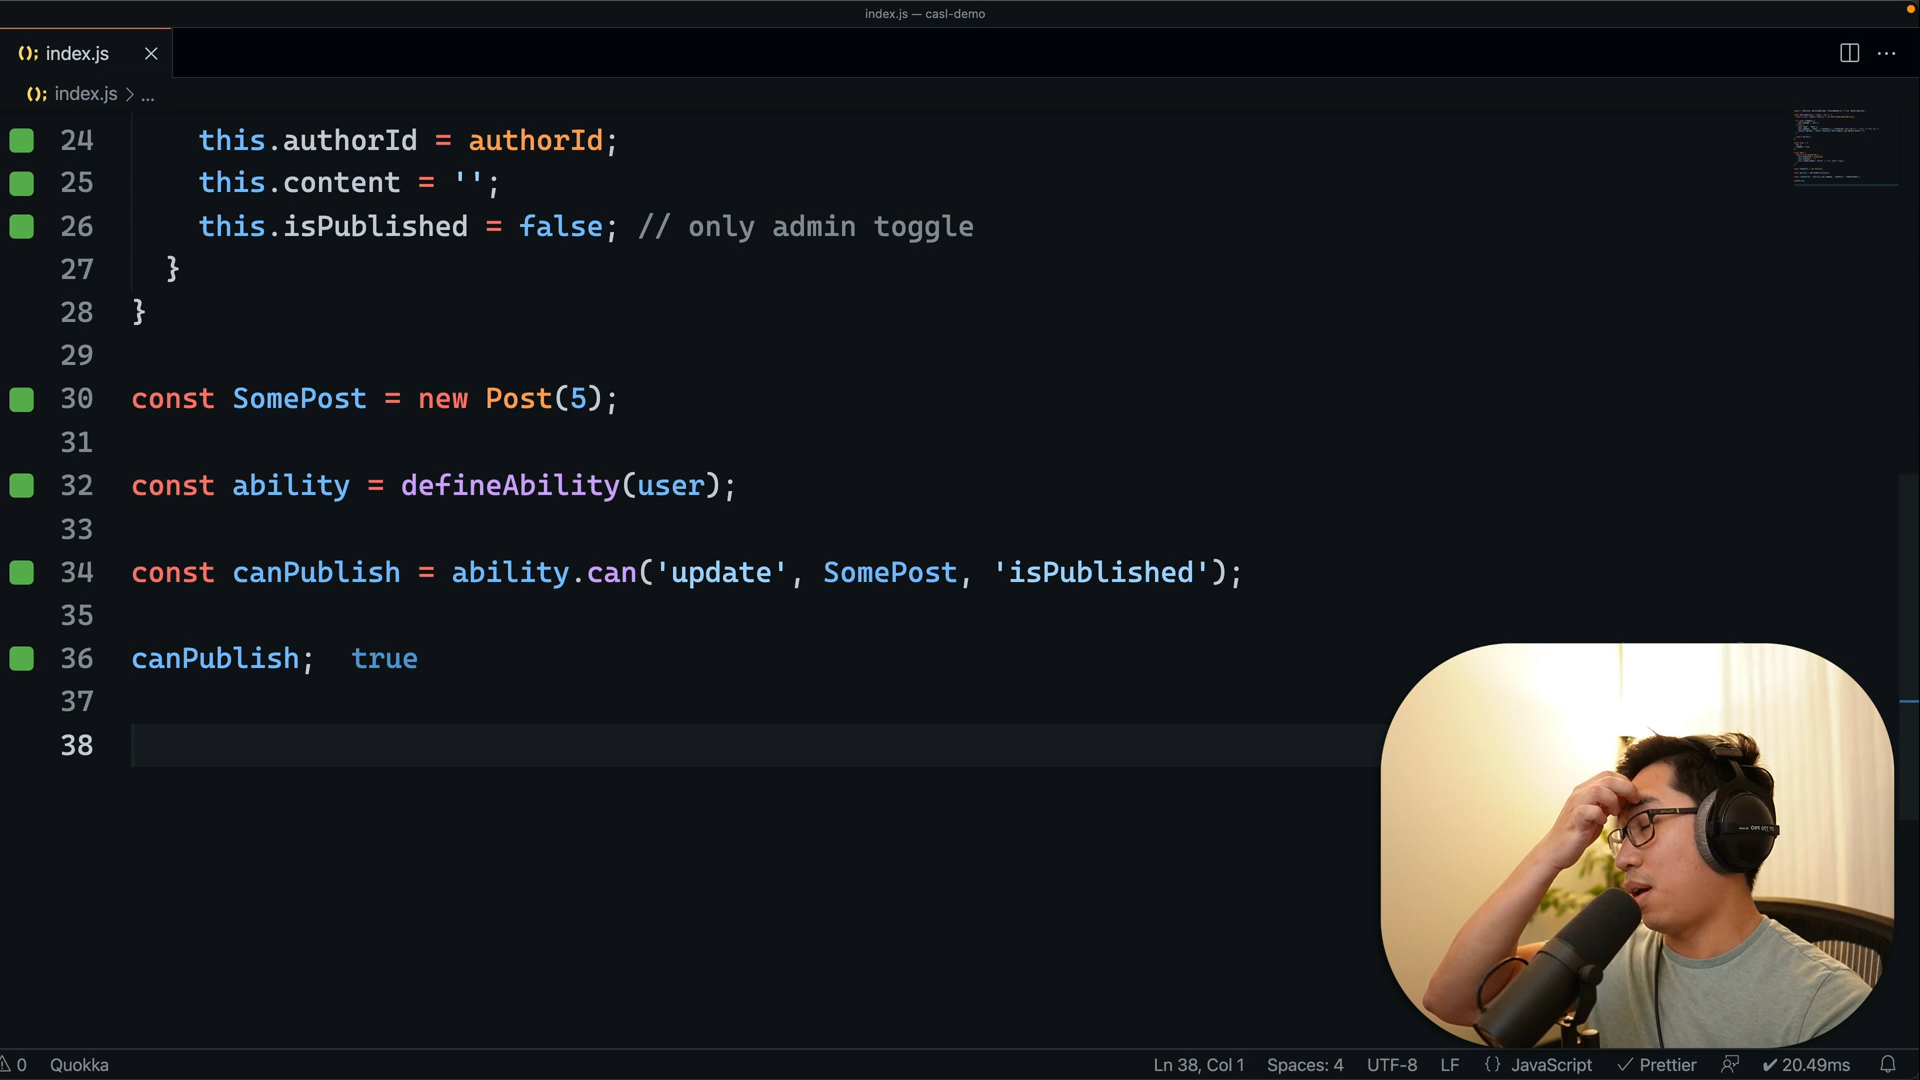 index.js — casl-demo
index.js
index.js > ...
24 this.authorId = authorId;
25 this.content = '';
26 this.isPublished = false; // only admin toggle
27 }
28 }
29
30 const SomePost = new Post(5);
31
32 const ability = defineAbility(user);
33
34 const canPublish = ability.can('update', SomePost, 'isPublished');
35
36 canPublish; true
37
38
0 Quokka Ln 38, Col 1 Spaces: 4 UTF-8 LF {} JavaScript ✓ Prettier ✔ 20.49ms